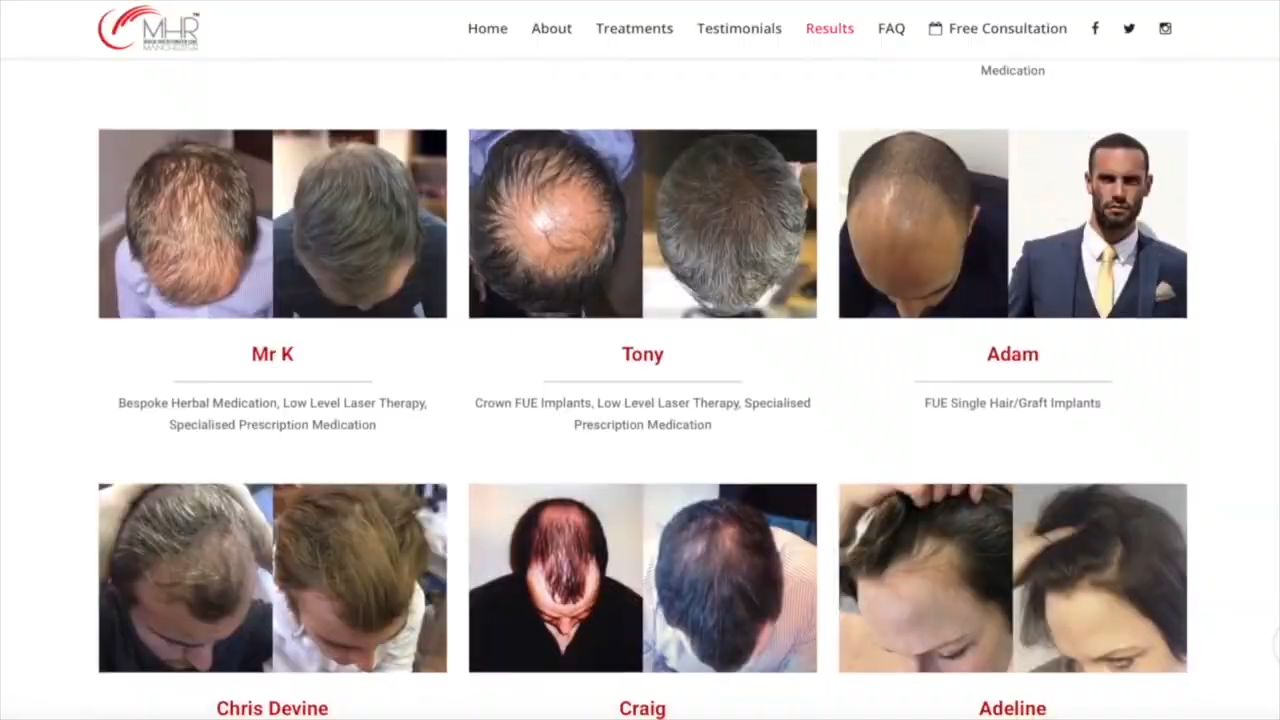 MHR™
Home About Treatments Testimonials Results FAQ Free Consultation
Medication
Mr K
Tony
Adam
Bespoke Herbal Medication, Low Level Laser Therapy,
Specialised Prescription Medication
Crown FUE Implants, Low Level Laser Therapy, Specialised
Prescription Medication
FUE Single Hair/Graft Implants
Chris Devine
Craig
Adeline